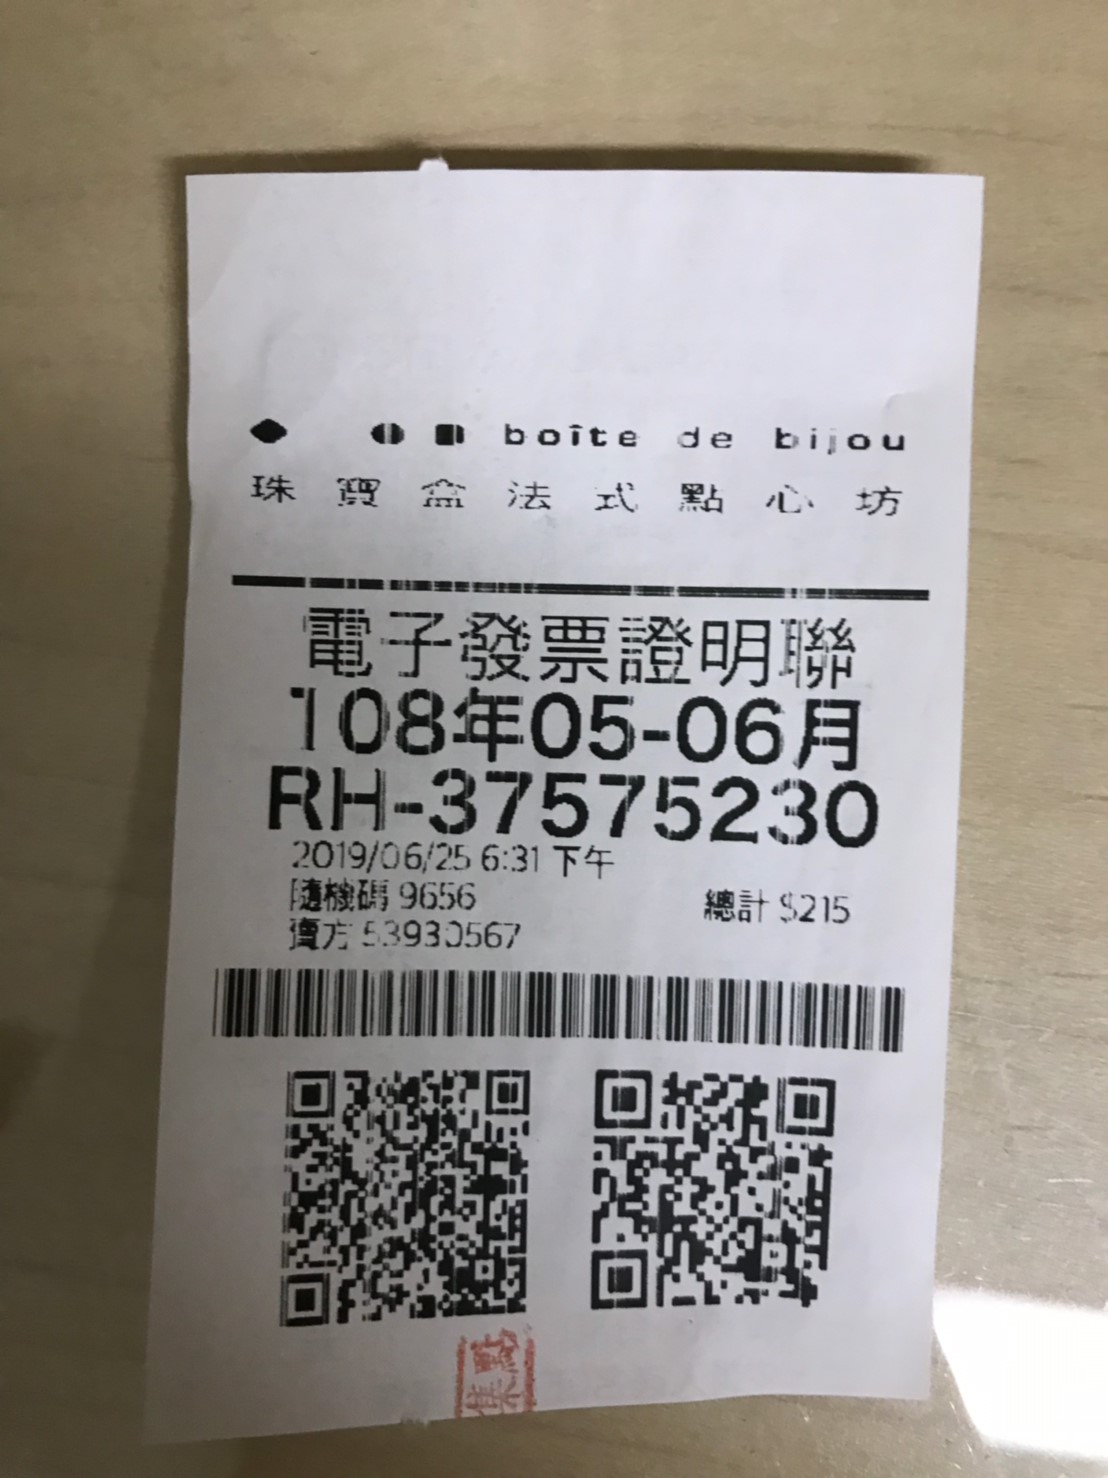 boîte de bijou
珠寶盒法式點心坊
電子發票證明聯
108年05-06月
RH-37575230
2019/06/25 6:31 下午
隨機碼 9656 總計 $215
賣方 53930567
集點